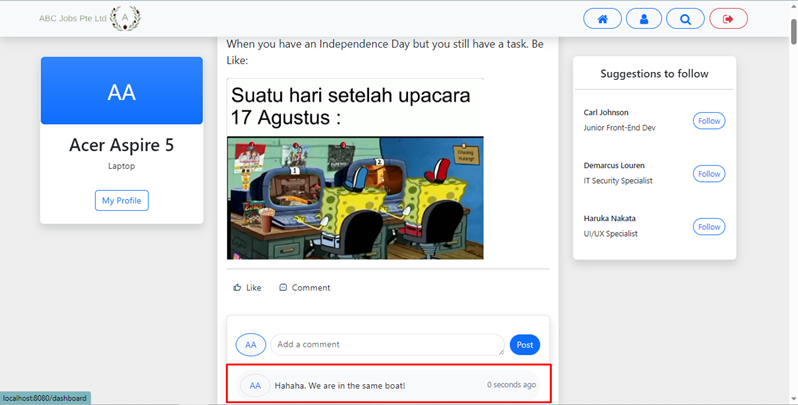 ABC Jobs Pte Ltd
A
AA
Acer Aspire 5
Laptop
My Profile
When you have an Independence Day but you still have a task. Be
Like:
Suatu hari setelah upacara
17 Agustus :
1
2
Like
Comment
AA
Add a comment
Post
AA
Hahaha. We are in the same boat!
0 seconds ago
Suggestions to follow
Carl Johnson
Junior Front-End Dev
Follow
Demarcus Louren
IT Security Specialist
Follow
Haruka Nakata
UI/UX Specialist
Follow
localhost:8080/dashboard